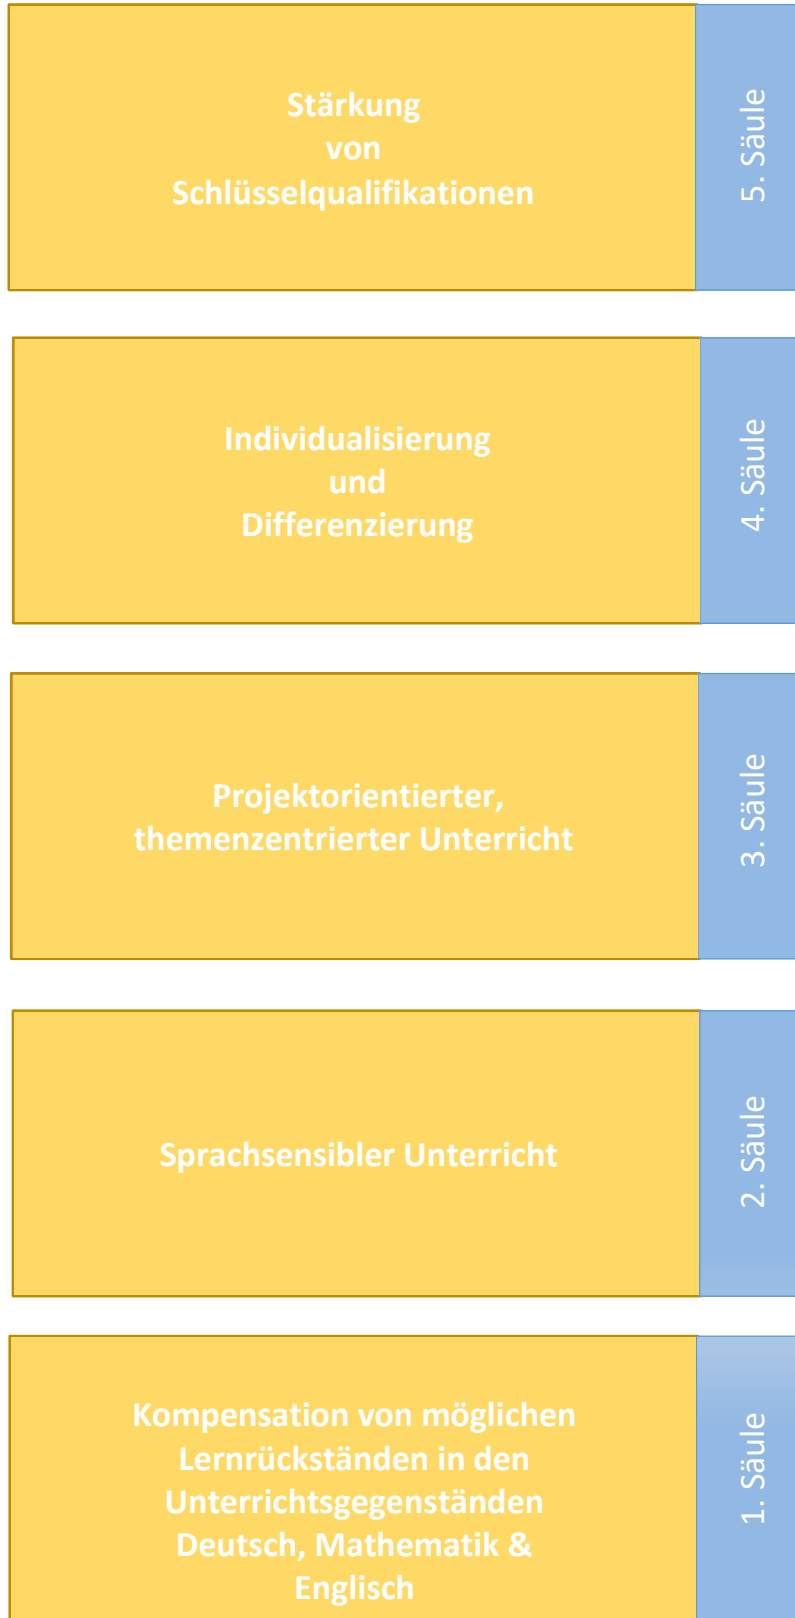 Stärkung
von
Schlüsselqualifikationen
5. Säule
Individualisierung
und
Differenzierung
4. Säule
Projektorientierter,
themenzentrierter Unterricht
3. Säule
Sprachsensibler Unterricht
2. Säule
Kompensation von möglichen
Lernrückständen in den
Unterrichtsgegenständen
Deutsch, Mathematik &
Englisch
1. Säule